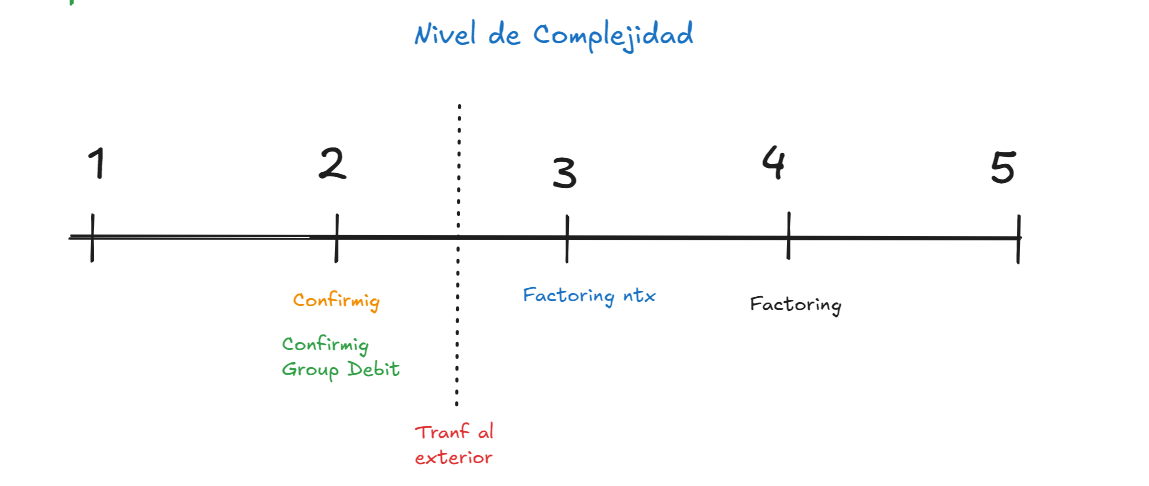 Nivel de Complejidad
1 2 3 4 5
Confirmig
Factoring ntx
Factoring
Confirmig
Group Debit
Tranf al
exterior